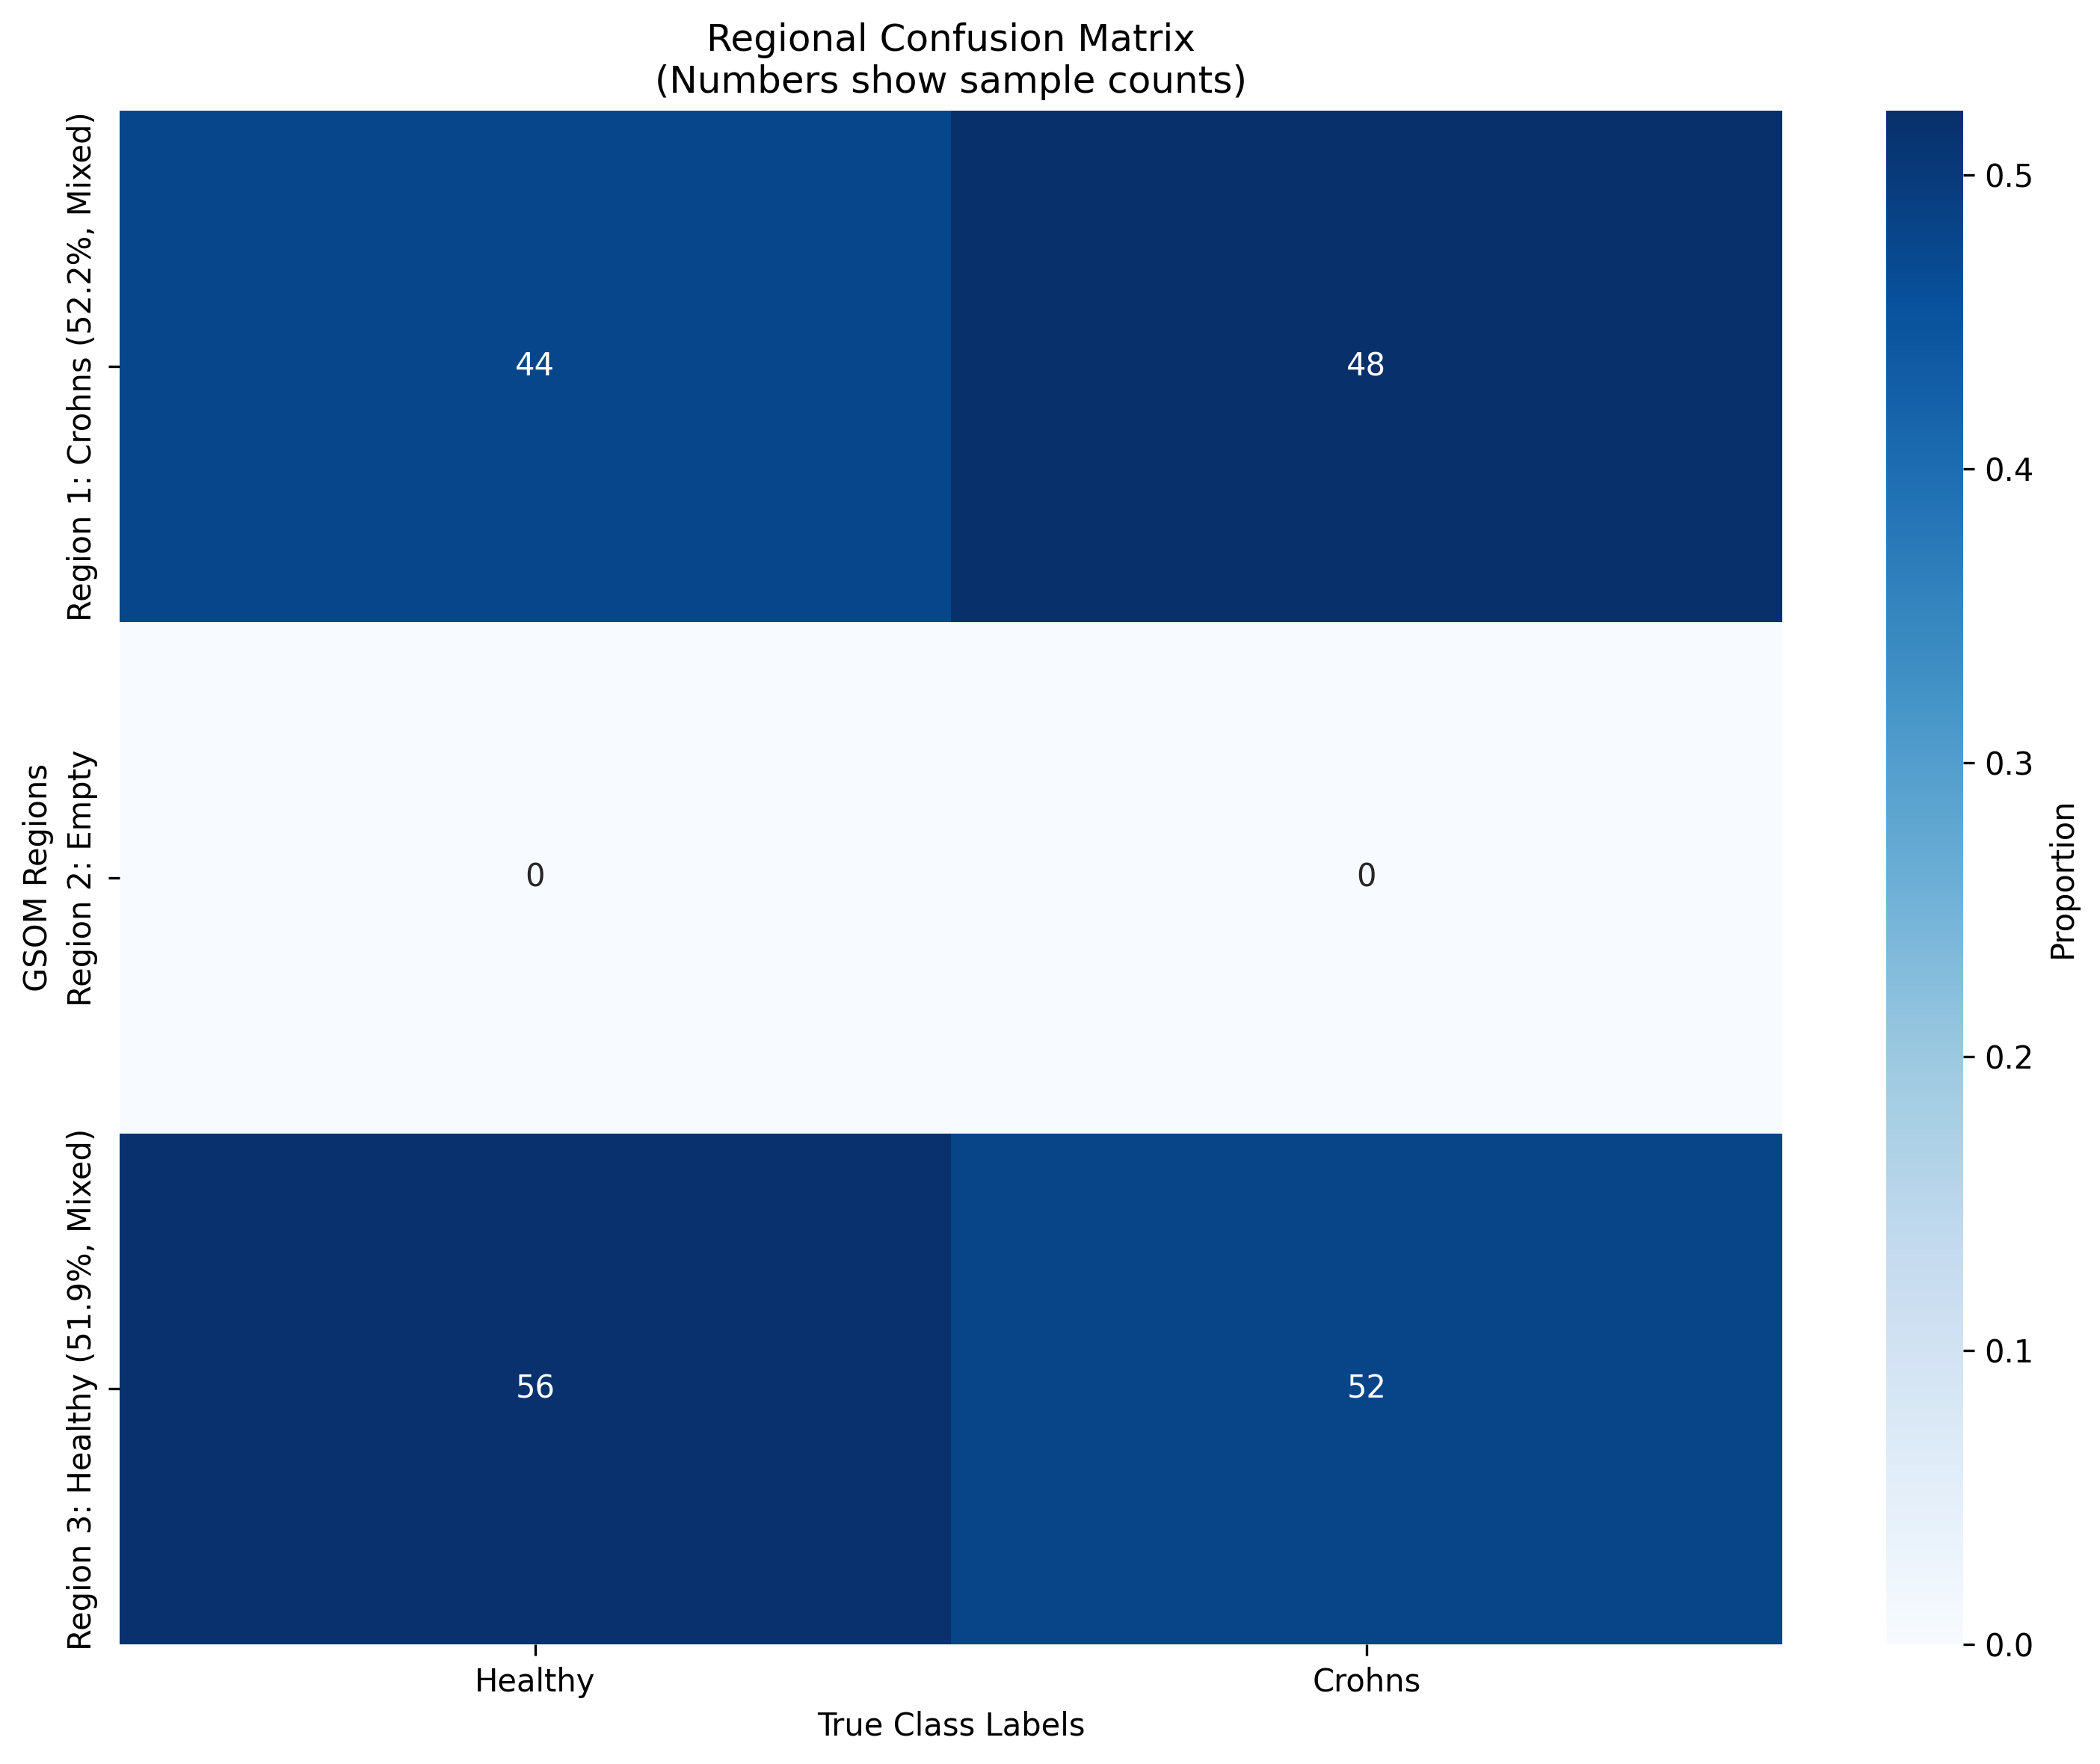 Regional Confusion Matrix
(Numbers show sample counts)
GSOM Regions
Region 1: Crohns (52.2%, Mixed)
44
48
Region 2: Empty
0
0
Region 3: Healthy (51.9%, Mixed)
56
52
Healthy
Crohns
True Class Labels
0.5
0.4
0.3
0.2
0.1
0.0
Proportion